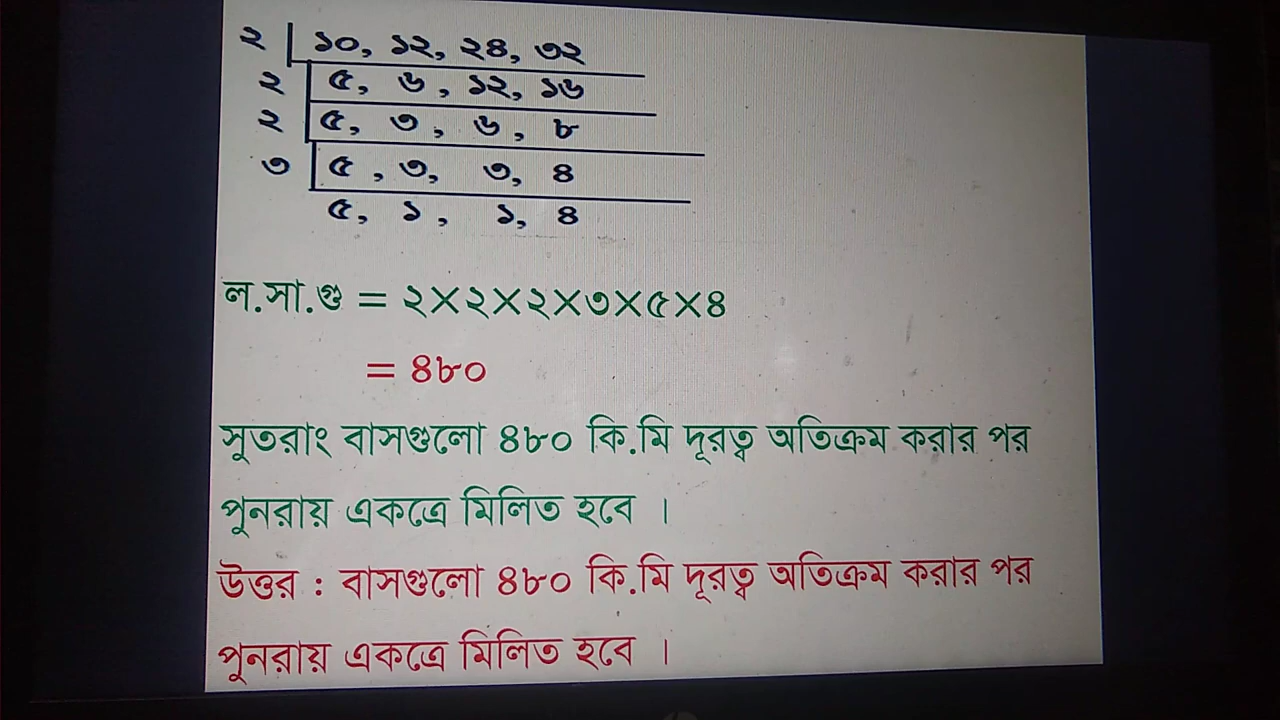 ২ | ১০, ১২, ২৪, ৩২
২ | ৫, ৬, ১২, ১৬
২ | ৫, ৩, ৬, ৮
৩ | ৫, ৩, ৩, ৪
৫, ১, ১, ৪
ল.সা.গু = ২×২×২×৩×৫×৪
= ৪৮০
সুতরাং বাসগুলো ৪৮০ কি.মি দূরত্ব অতিক্রম করার পর
পুনরায় একত্রে মিলিত হবে ।
উত্তর : বাসগুলো ৪৮০ কি.মি দূরত্ব অতিক্রম করার পর
পুনরায় একত্রে মিলিত হবে ।